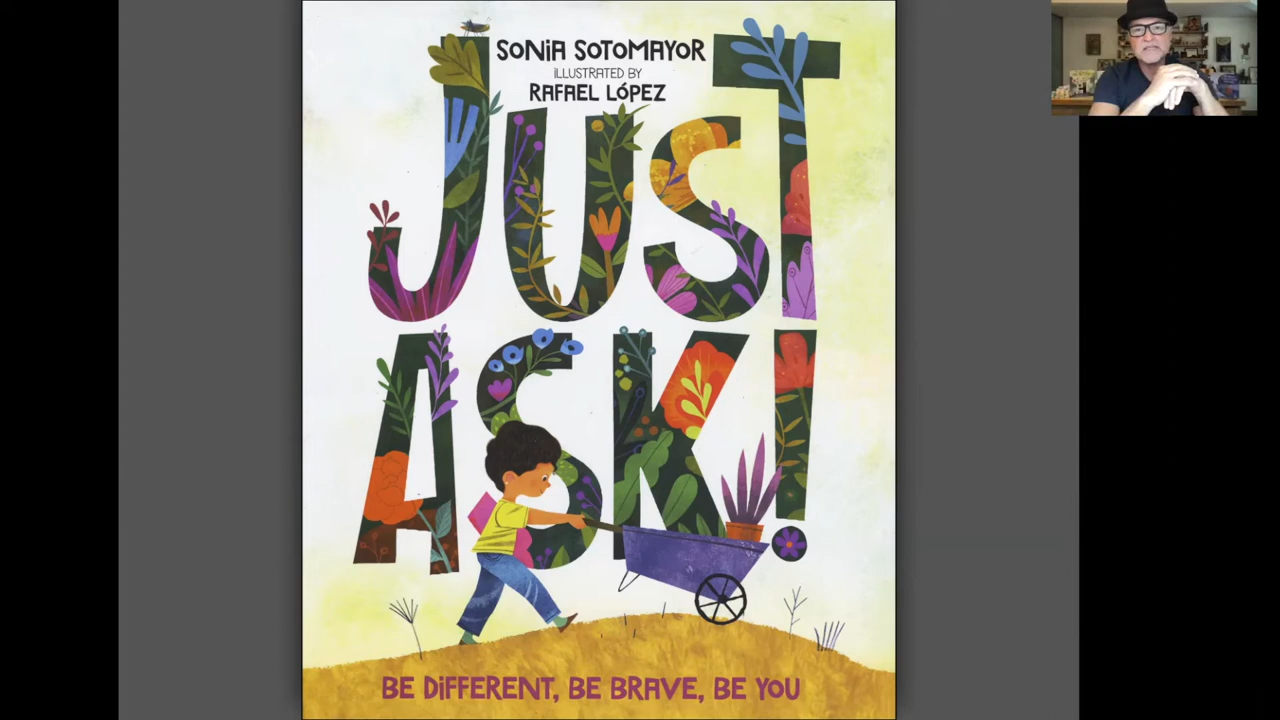 SONiA SOTOMAYOR
iLLUSTRATED BY
RAFAEL LÓPEZ
JUST
ASK!
BE DiFFERENT, BE BRAVE, BE YOU